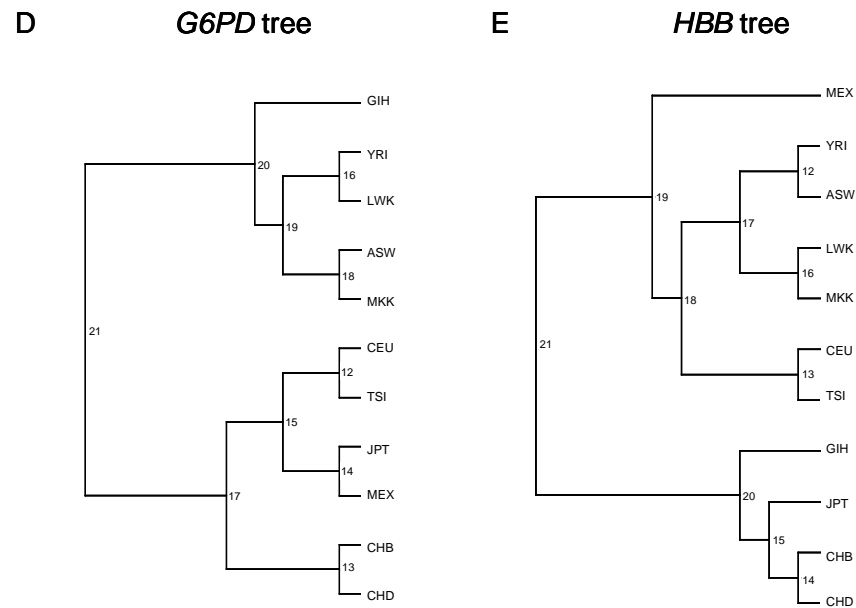 D G6PD tree
GIH
20
YRI
16
LWK
19
ASW
18
MKK
21
CEU
12
TSI
15
JPT
14
MEX
17
CHB
13
CHD
E HBB tree
MEX
YRI
12
ASW
19
17
LWK
16
MKK
18
CEU
13
TSI
21
GIH
20
JPT
15
CHB
14
CHD